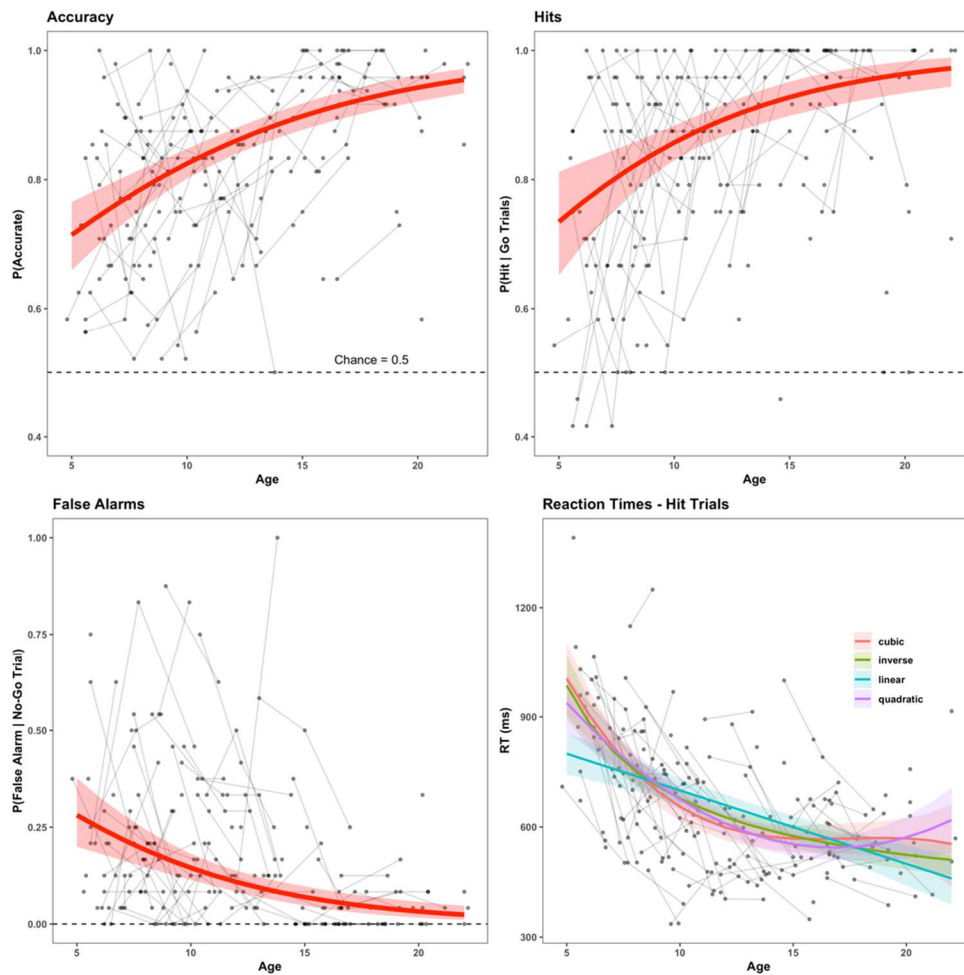 Accuracy
P(Accurate)
1.0
0.8
0.6
0.4
Chance = 0.5
5 10 15 20
Age
Hits
P(Hit | Go Trials)
1.0
0.8
0.6
0.4
5 10 15 20
Age
False Alarms
P(False Alarm | No-Go Trial)
1.00
0.75
0.50
0.25
0.00
5 10 15 20
Age
Reaction Times - Hit Trials
RT (ms)
1200
900
600
300
cubic
inverse
linear
quadratic
5 10 15 20
Age